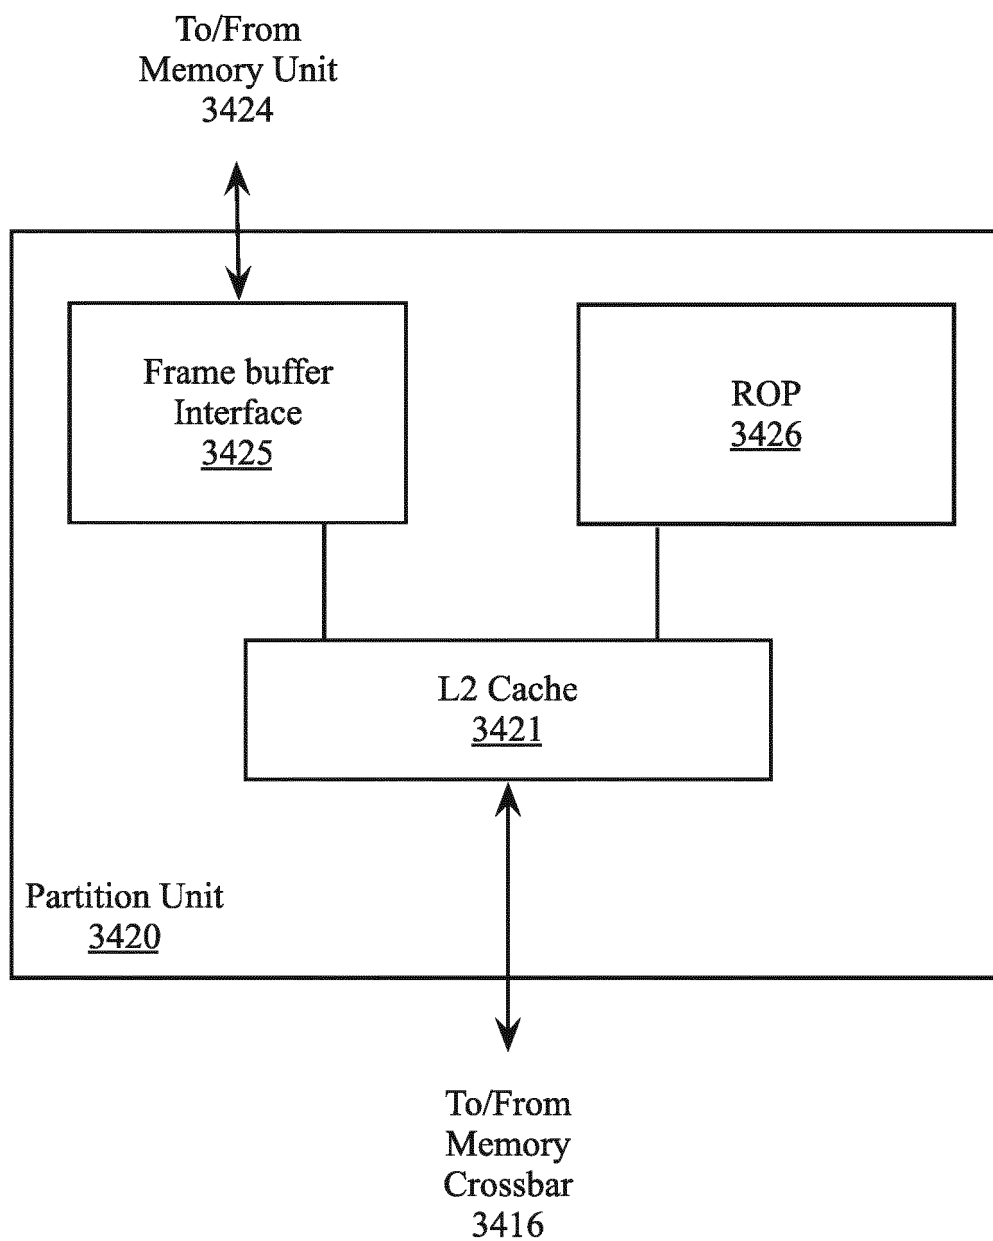 To/From
Memory Unit
3424
Frame buffer
Interface
3425
ROP
3426
L2 Cache
3421
Partition Unit
3420
To/From
Memory
Crossbar
3416